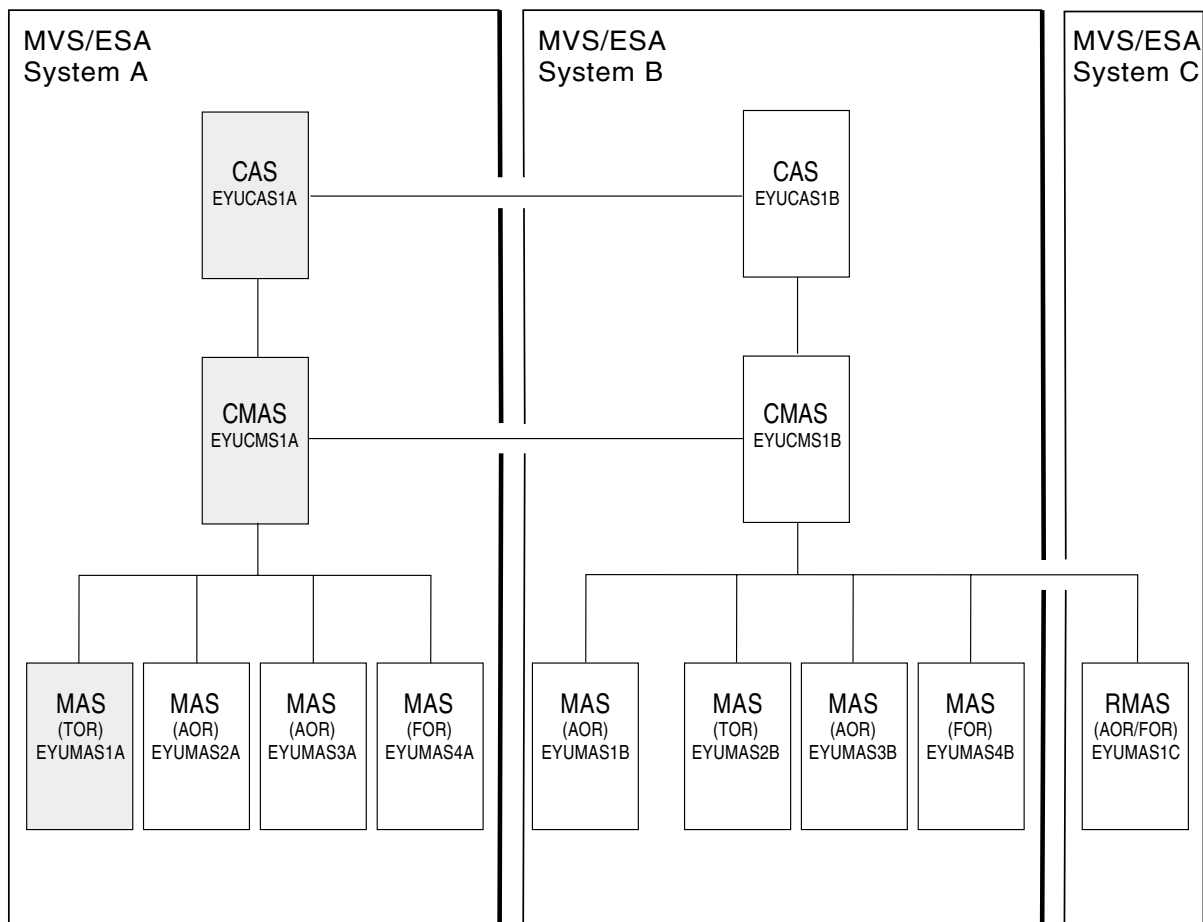 MVS/ESA
System A
MVS/ESA
System B
MVS/ESA
System C
CAS
EYUCAS1A
CAS
EYUCAS1B
CMAS
EYUCMS1A
CMAS
EYUCMS1B
MAS
(TOR)
EYUMAS1A
MAS
(AOR)
EYUMAS2A
MAS
(AOR)
EYUMAS3A
MAS
(FOR)
EYUMAS4A
MAS
(AOR)
EYUMAS1B
MAS
(TOR)
EYUMAS2B
MAS
(AOR)
EYUMAS3B
MAS
(FOR)
EYUMAS4B
RMAS
(AOR/FOR)
EYUMAS1C